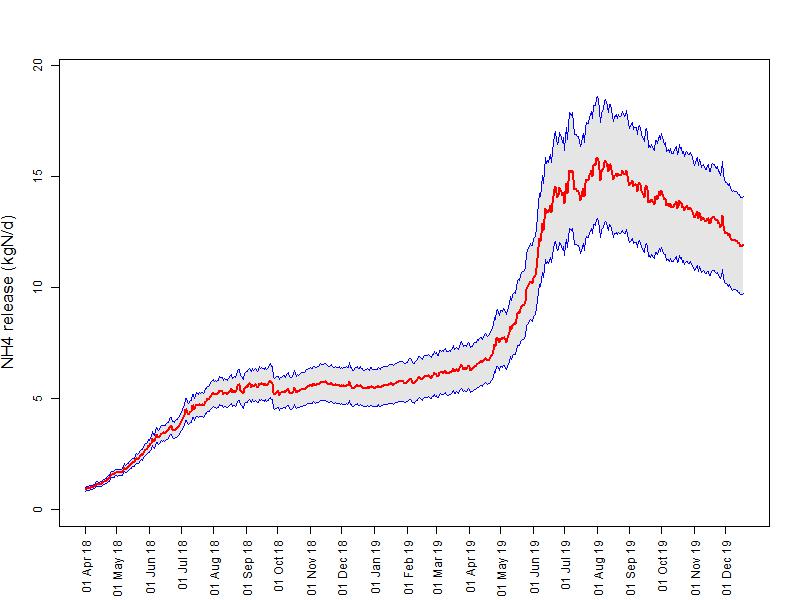 NH4 release (kgN/d)
20
15
10
5
0
01 Apr 18
01 May 18
01 Jun 18
01 Jul 18
01 Aug 18
01 Sep 18
01 Oct 18
01 Nov 18
01 Dec 18
01 Jan 19
01 Feb 19
01 Mar 19
01 Apr 19
01 May 19
01 Jun 19
01 Jul 19
01 Aug 19
01 Sep 19
01 Oct 19
01 Nov 19
01 Dec 19